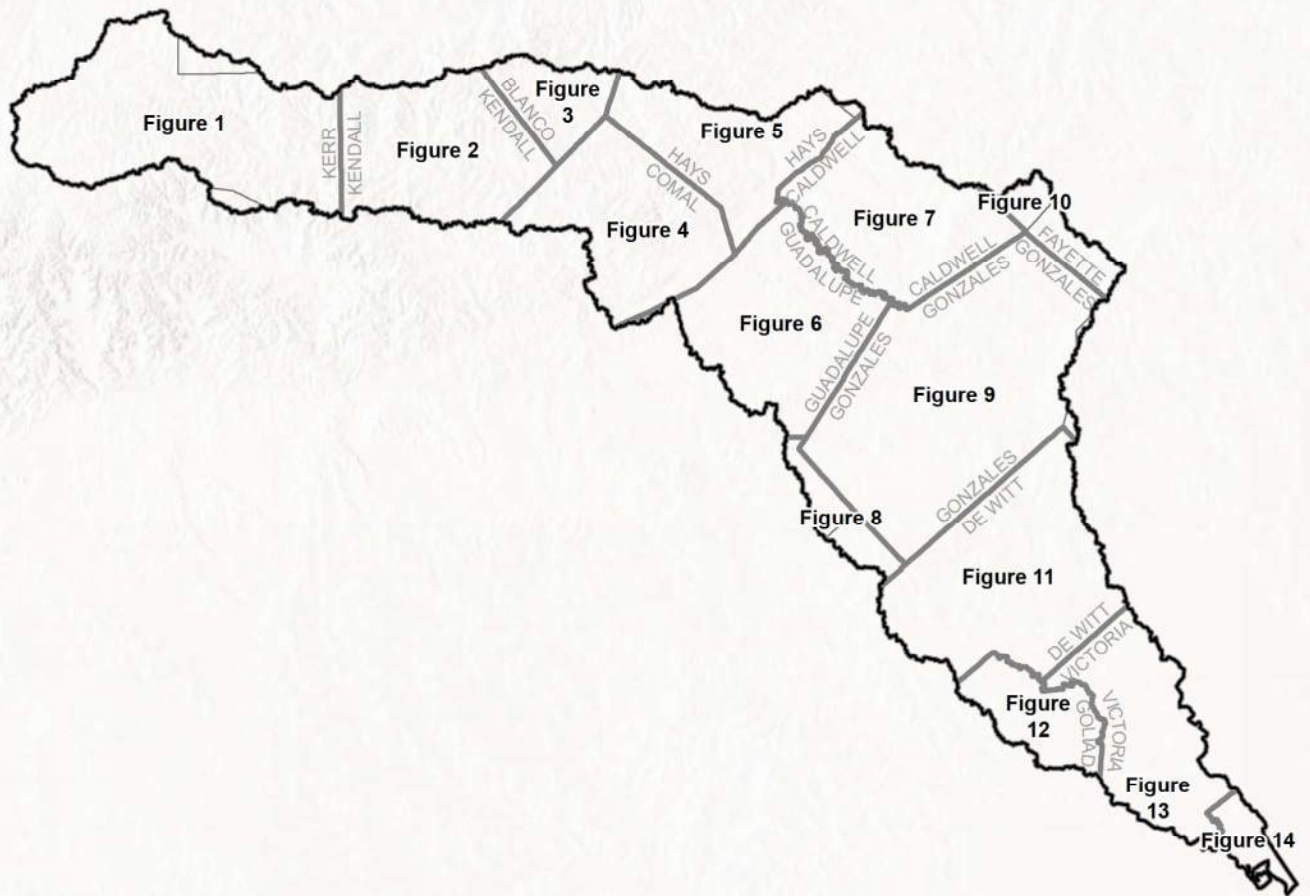 Figure 1
KERR
KENDALL
Figure 2
BLANCO
KENDALL
Figure
3
HAYS
COMAL
Figure 4
Figure 5
HAYS
CALDWELL
CALDWELL
GUADALUPE
Figure 6
Figure 7
CALDWELL
GONZALES
Figure 10
FAYETTE
GONZALES
GUADALUPE
GONZALES
Figure 9
Figure 8
GONZALES
DE WITT
Figure 11
DE WITT
VICTORIA
Figure
12
VICTORIA
GOLIAD
Figure
13
Figure 14